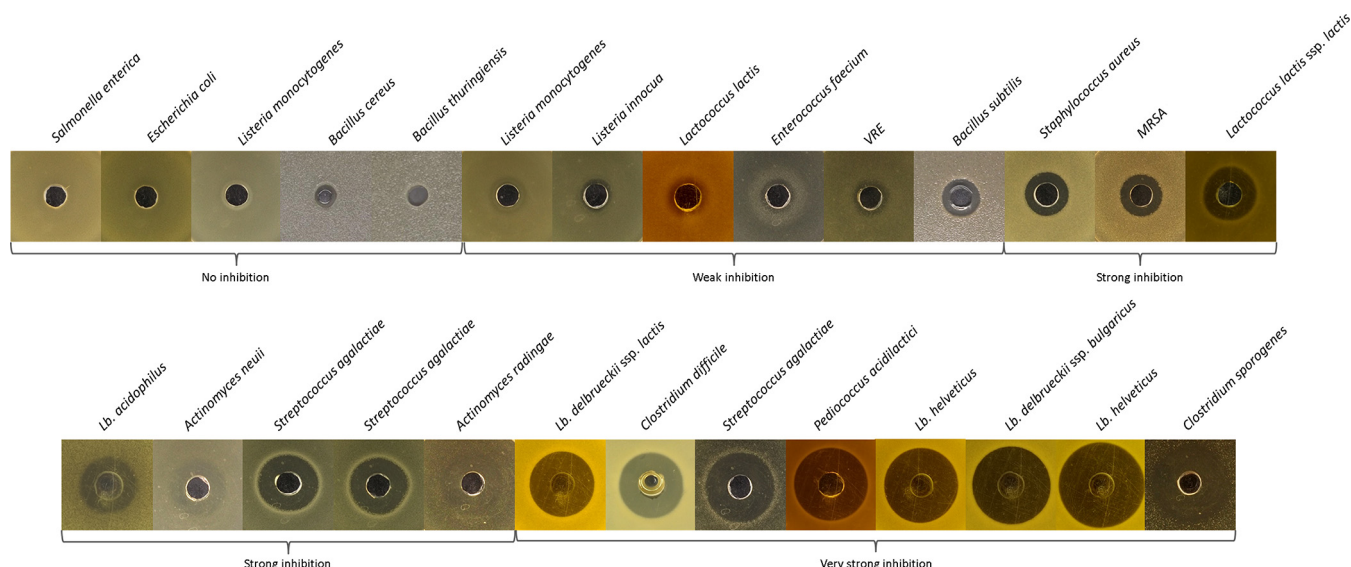 Salmonella enterica
Escherichia coli
Listeria monocytogenes
Bacillus cereus
Bacillus thuringiensis
Listeria monocytogenes
Listeria innocua
Lactococcus lactis
Enterococcus faecium
VRE
Bacillus subtilis
Staphylococcus aureus
MRSA
Lactococcus lactis ssp. lactis
No inhibition
Weak inhibition
Strong inhibition
Lb. acidophilus
Actinomyces neuii
Streptococcus agalactiae
Streptococcus agalactiae
Actinomyces radingae
Lb. delbrueckii ssp. lactis
Clostridium difficile
Streptococcus agalactiae
Pediococcus acidilactici
Lb. helveticus
Lb. delbrueckii ssp. bulgaricus
Lb. helveticus
Clostridium sporogenes
Strong inhibition
Very strong inhibition